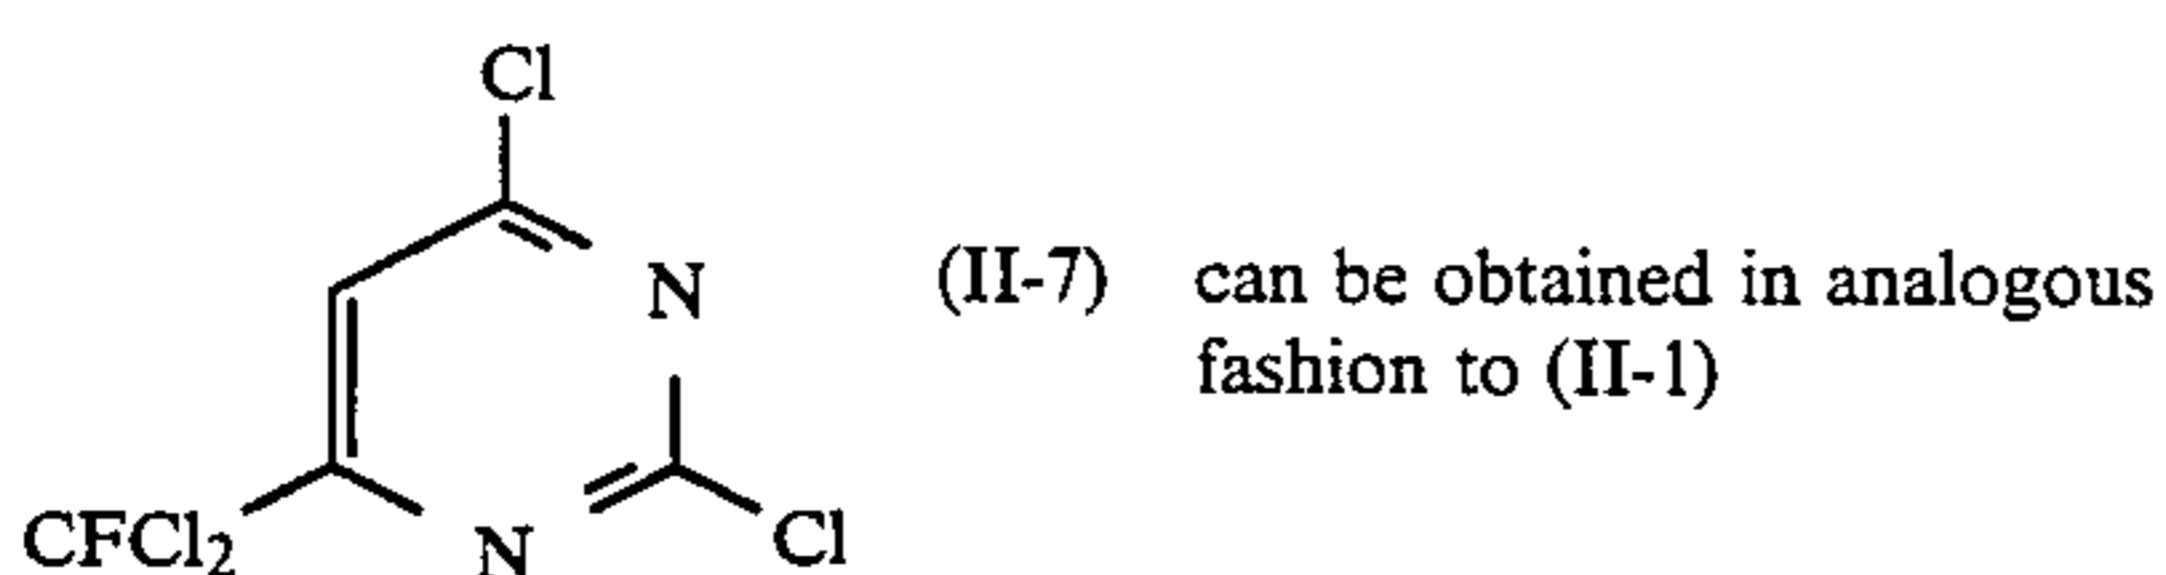 Cl
N
(II-7) can be obtained in analogous
fashion to (II-1)
CFCl₂
N
Cl